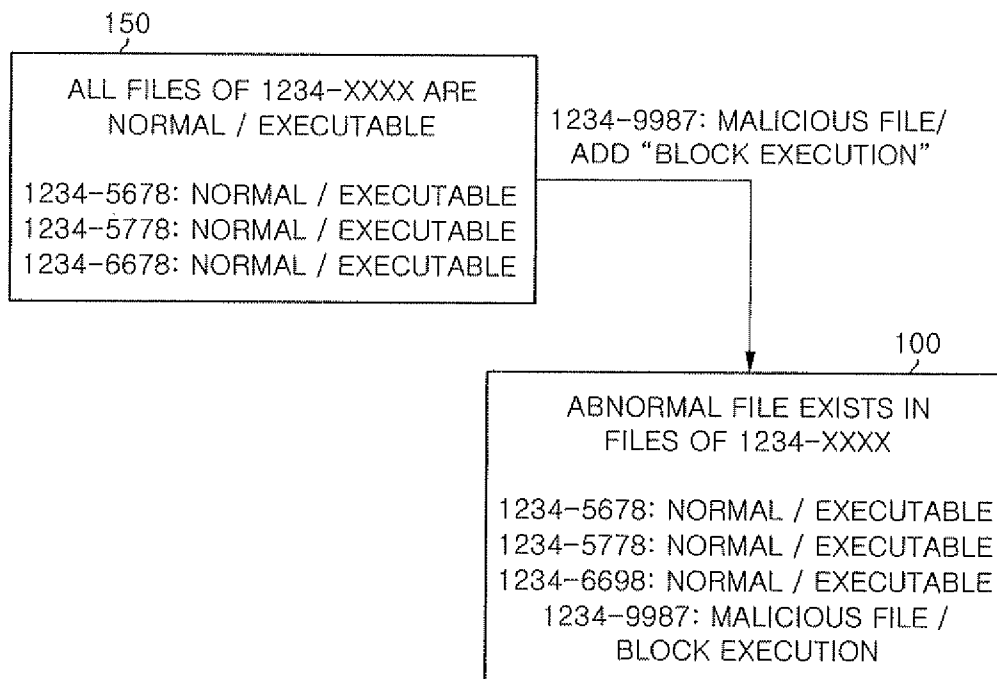 150
ALL FILES OF 1234-XXXX ARE
NORMAL / EXECUTABLE
1234-5678: NORMAL / EXECUTABLE
1234-5778: NORMAL / EXECUTABLE
1234-6678: NORMAL / EXECUTABLE
1234-9987: MALICIOUS FILE/
ADD "BLOCK EXECUTION"
100
ABNORMAL FILE EXISTS IN
FILES OF 1234-XXXX
1234-5678: NORMAL / EXECUTABLE
1234-5778: NORMAL / EXECUTABLE
1234-6698: NORMAL / EXECUTABLE
1234-9987: MALICIOUS FILE /
BLOCK EXECUTION